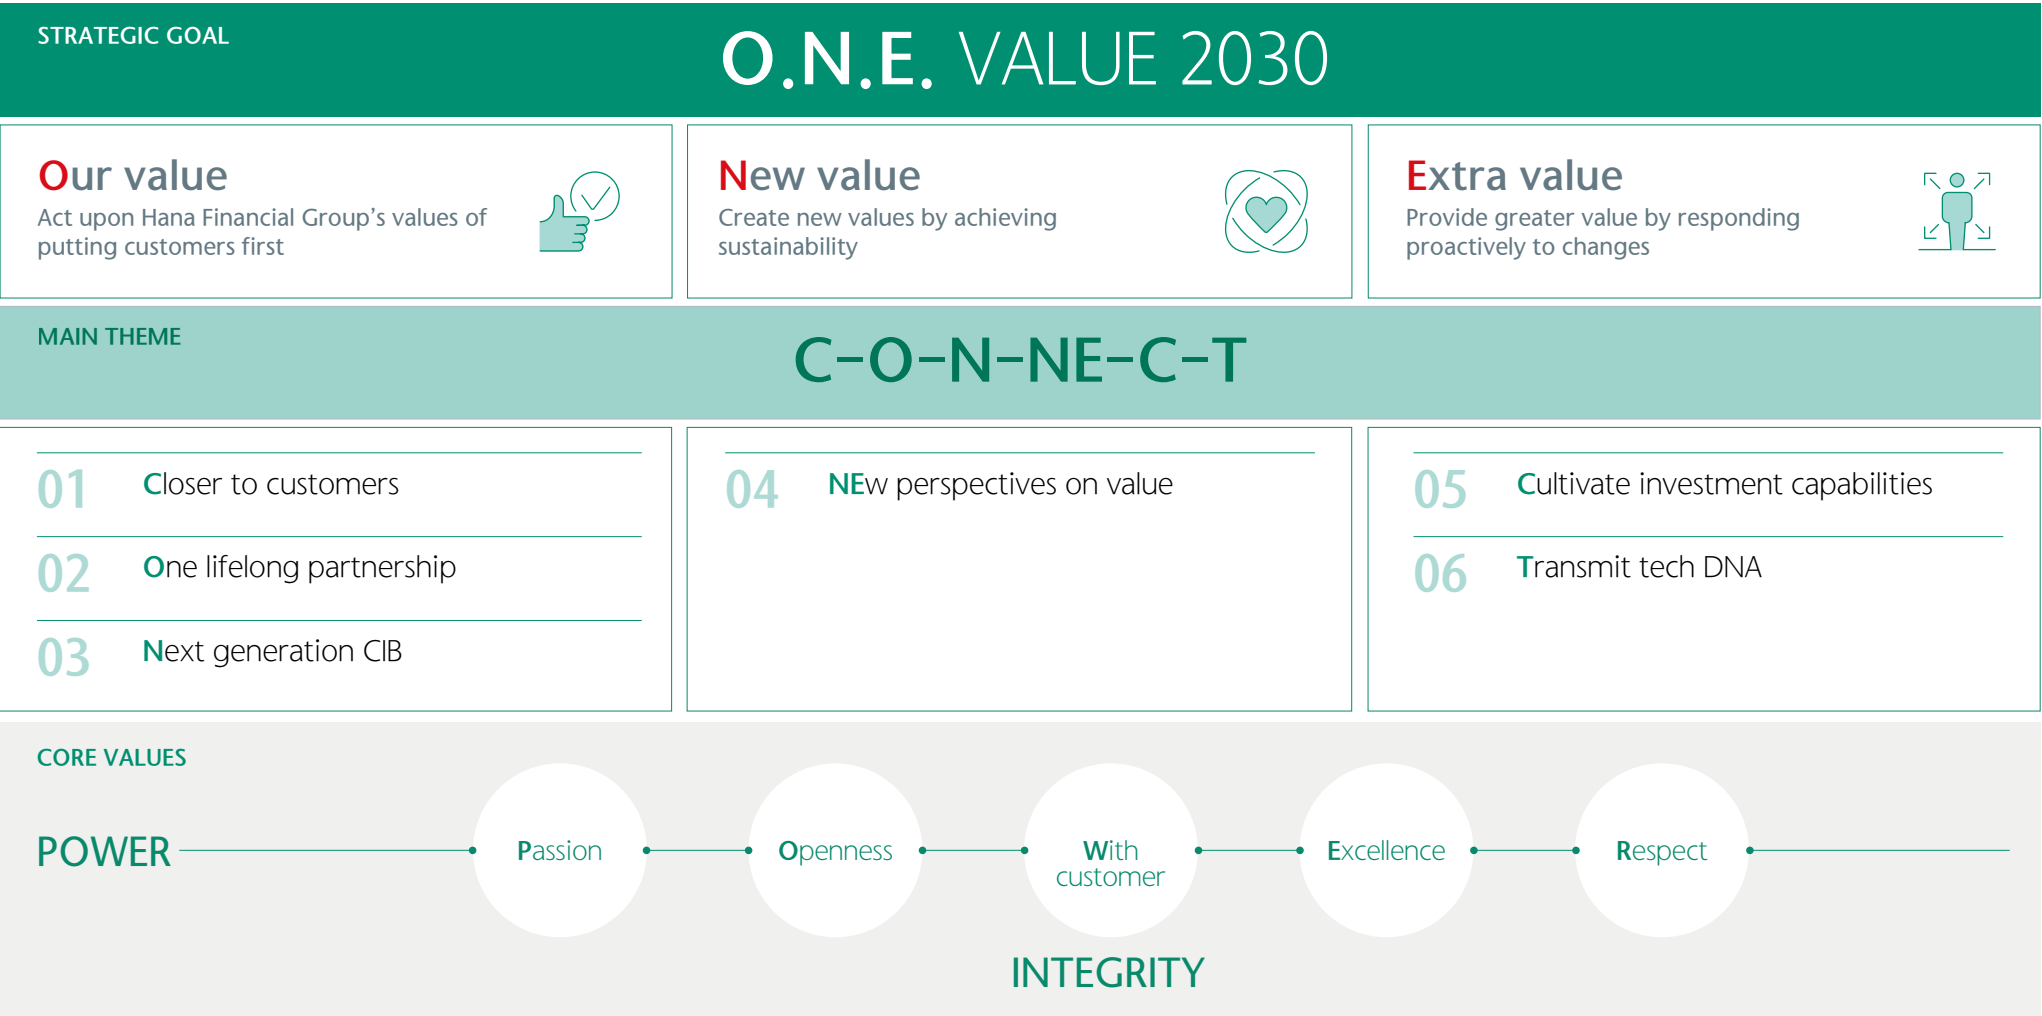 STRATEGIC GOAL
O.N.E. VALUE 2030
Our value
Act upon Hana Financial Group's values of
putting customers first
New value
Create new values by achieving
sustainability
Extra value
Provide greater value by responding
proactively to changes
MAIN THEME
C-O-N-NE-C-T
01 Closer to customers
02 One lifelong partnership
03 Next generation CIB
04 NEw perspectives on value
05 Cultivate investment capabilities
06 Transmit tech DNA
CORE VALUES
POWER
Passion
Openness
With
customer
Excellence
Respect
INTEGRITY